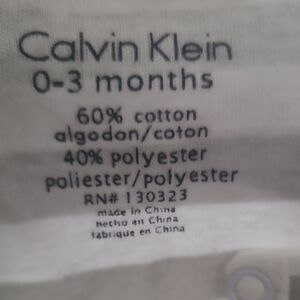 Calvin Klein
0-3 months
60% cotton
algodon/coton
40% polyester
poliester/polyester
RN# 130323
made in China
hecho en China
fabrique en China